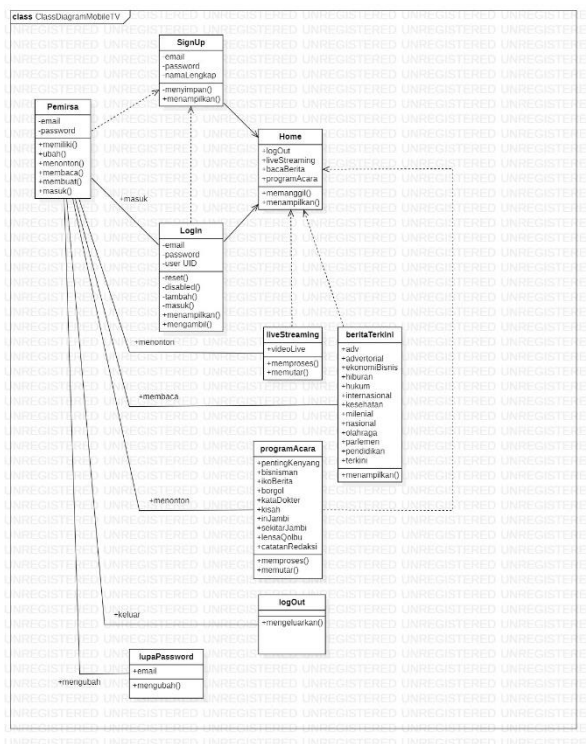 class ClassDiagramMobileTV
SignUp
-email
-password
-namaLengkap
-menyimpan()
+menampilkan()
Pemirsa
-email
-password
+memiliki()
+ubah()
+menonton()
+membaca()
+membuat()
+masuk()
Home
+logOut
+liveStreaming
+bacaBerita
+programAcara
+memanggil()
+menampilkan()
+masuk
Login
-email
-password
-user UID
-reset()
-disabled()
-tambah()
-masuk()
+menampilkan()
+mengambil()
+menonton
liveStreaming
+videoLive
+memproses()
+memutar()
beritaTerkini
+adv
+advertorial
+ekonomiBisnis
+hiburan
+hukum
+internasional
+kesehatan
+milenial
+nasional
+olahraga
+parlemen
+pendidikan
+terkini
+menampilkan()
+membaca
programAcara
+pentingKenyang
+bisnisman
+ikoBerita
+borgol
+kataDokter
+kisah
+inJambi
+sekitarJambi
+lensaQolbu
+catatanRedaksi
+memproses()
+memutar()
+menonton
logOut
+mengeluarkan()
+keluar
lupaPassword
+email
+mengubah()
+mengubah
UNREGISTERED